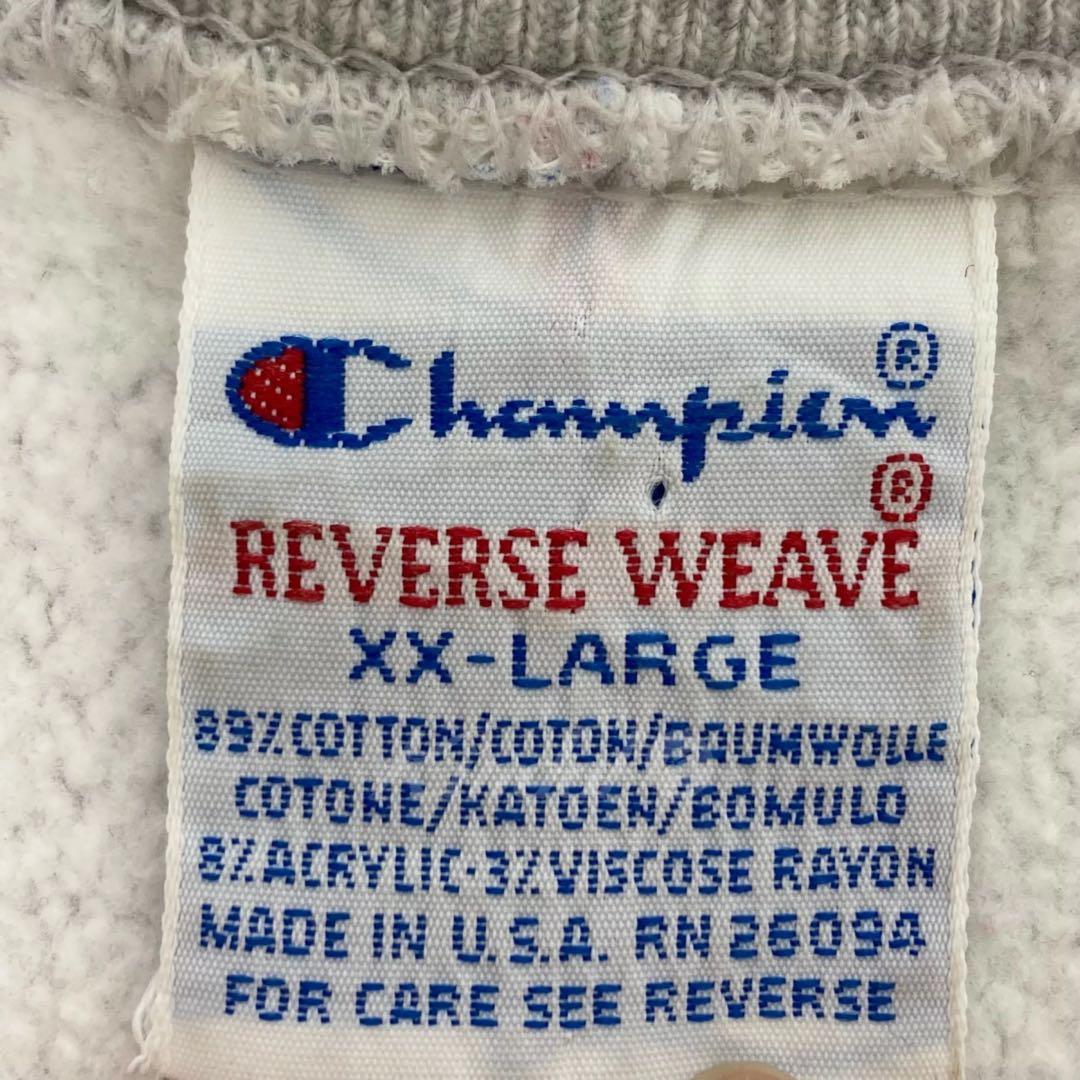 Champion®
REVERSE WEAVE®
XX-LARGE
89%COTTON/COTON/BAUMWOLLE
COTONE/KATOEN/BOMULO
8%ACRYLIC·3%VISCOSE RAYON
MADE IN U.S.A. RN 26094
FOR CARE SEE REVERSE